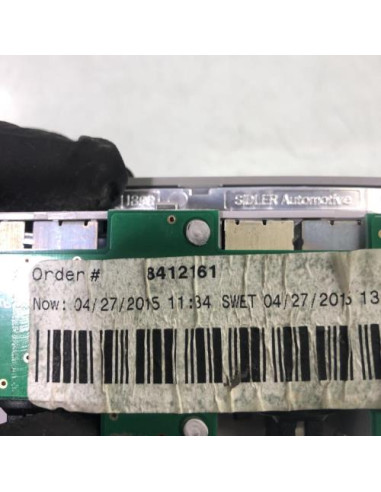 SIDLER Automotive
Order # 8412161
Now: 04/27/2015 11:34 SWET 04/27/2015 13